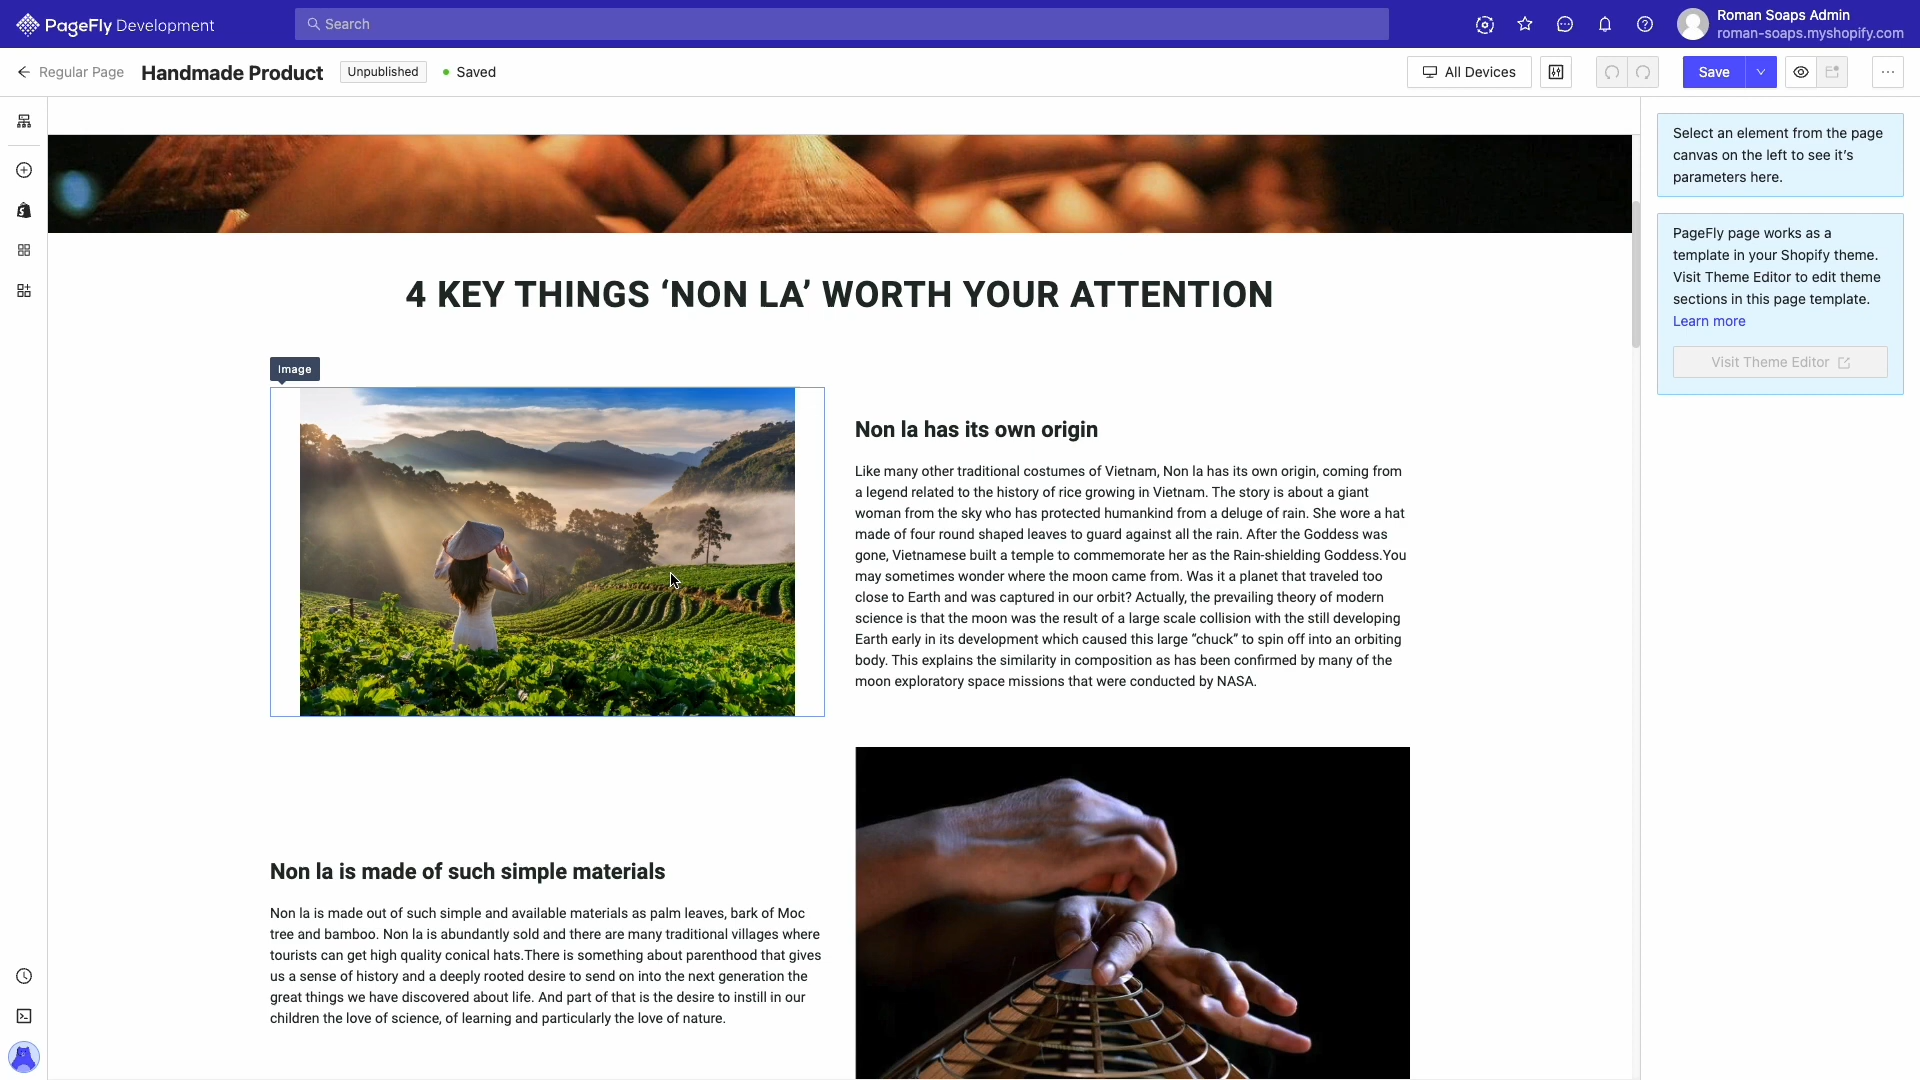 PageFly Development
Search
Roman Soaps Admin
roman-soaps.myshopify.com
Regular Page
Handmade Product
Unpublished
Saved
All Devices
Save
Select an element from the page
canvas on the left to see it's
parameters here.
PageFly page works as a
template in your Shopify theme.
Visit Theme Editor to edit theme
sections in this page template.
Learn more
Visit Theme Editor
4 KEY THINGS ‘NON LA’ WORTH YOUR ATTENTION
Image
Non la has its own origin
Like many other traditional costumes of Vietnam, Non la has its own origin, coming from
a legend related to the history of rice growing in Vietnam. The story is about a giant
woman from the sky who has protected humankind from a deluge of rain. She wore a hat
made of four round shaped leaves to guard against all the rain. After the Goddess was
gone, Vietnamese built a temple to commemorate her as the Rain-shielding Goddess.You
may sometimes wonder where the moon came from. Was it a planet that traveled too
close to Earth and was captured in our orbit? Actually, the prevailing theory of modern
science is that the moon was the result of a large scale collision with the still developing
Earth early in its development which caused this large “chuck” to spin off into an orbiting
body. This explains the similarity in composition as has been confirmed by many of the
moon exploratory space missions that were conducted by NASA.
Non la is made of such simple materials
Non la is made out of such simple and available materials as palm leaves, bark of Moc
tree and bamboo. Non la is abundantly sold and there are many traditional villages where
tourists can get high quality conical hats.There is something about parenthood that gives
us a sense of history and a deeply rooted desire to send on into the next generation the
great things we have discovered about life. And part of that is the desire to instill in our
children the love of science, of learning and particularly the love of nature.